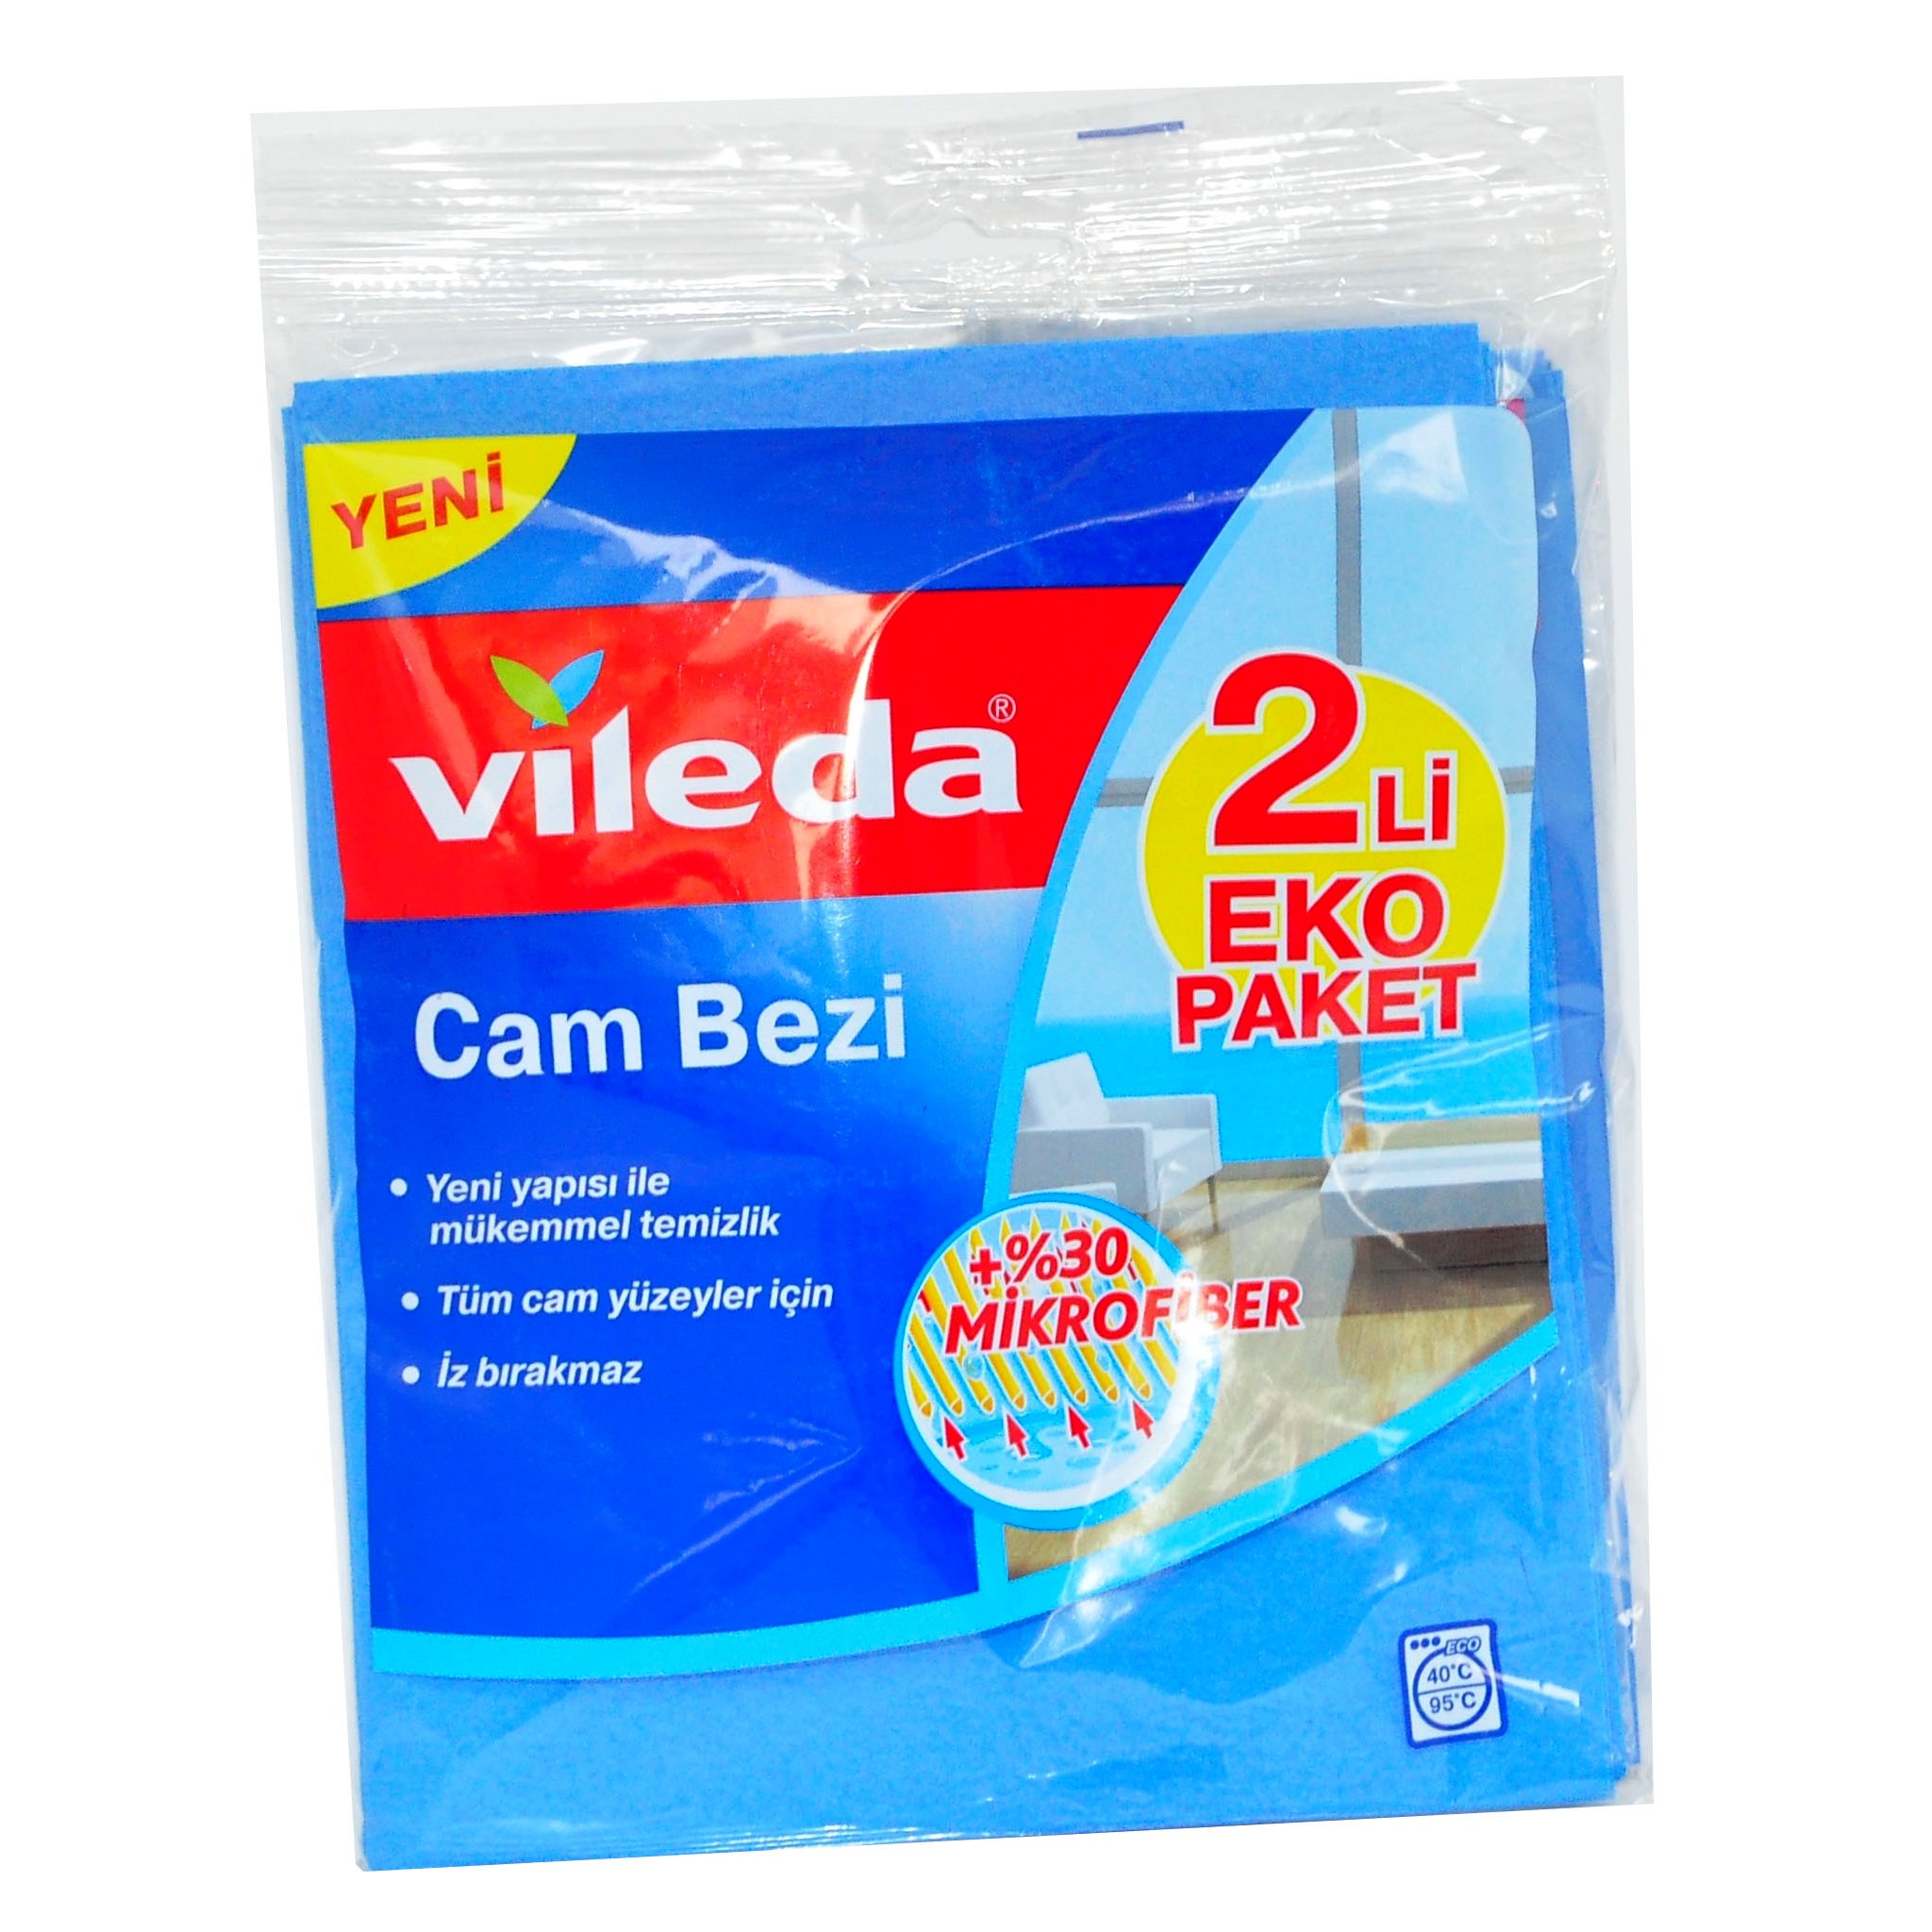 YENİ
vileda®
2Lİ
EKO
PAKET
Cam Bezi
• Yeni yapısı ile
mükemmel temizlik
• Tüm cam yüzeyler için
• İz bırakmaz
+%30
MİKROFİBER
ECO
40°C
95°C